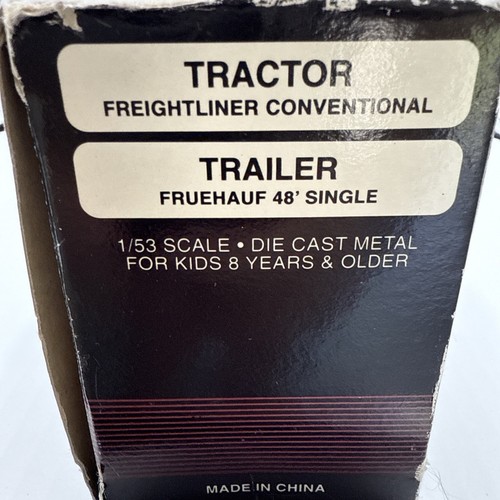 TRACTOR
FREIGHTLINER CONVENTIONAL
TRAILER
FRUEHAUF 48' SINGLE
1/53 SCALE • DIE CAST METAL
FOR KIDS 8 YEARS & OLDER
MADE IN CHINA